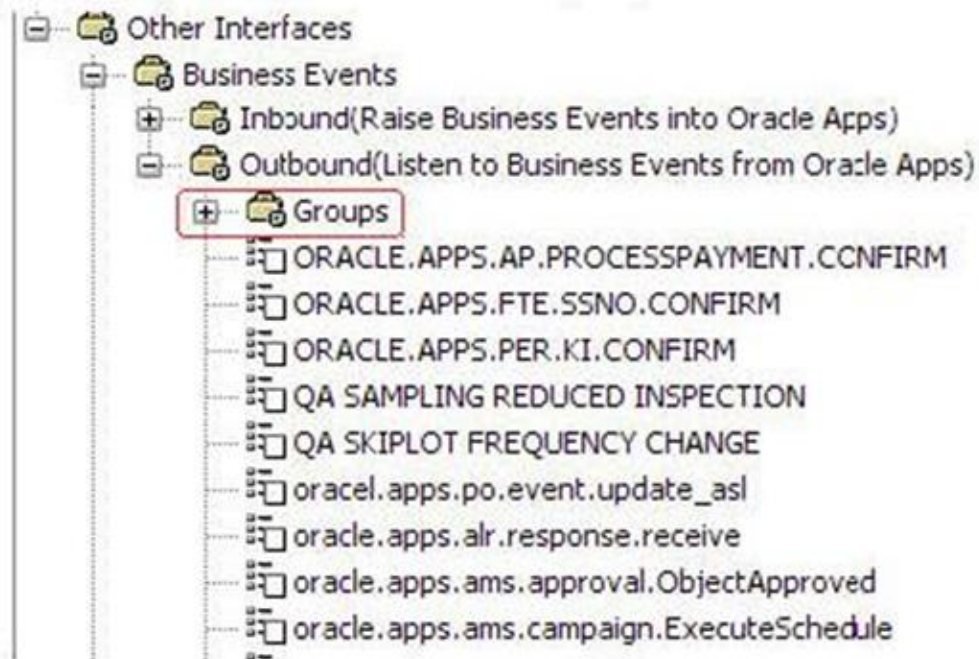 Other Interfaces
Business Events
Inbound(Raise Business Events into Oracle Apps)
Outbound(Listen to Business Events from Oracle Apps)
Groups
ORACLE.APPS.AP.PROCESSPAYMENT.CONFIRM
ORACLE.APPS.FTE.SSNO.CONFIRM
ORACLE.APPS.PER.KI.CONFIRM
QA SAMPLING REDUCED INSPECTION
QA SKIPLOT FREQUENCY CHANGE
oracel.apps.po.event.update_asl
oracle.apps.alr.response.receive
oracle.apps.ams.approval.ObjectApproved
oracle.apps.ams.campaign.ExecuteSchedule